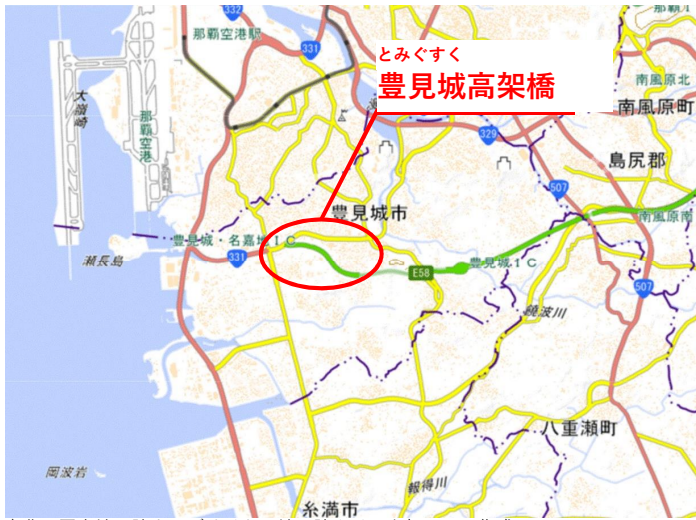 332
那覇空港駅
331
とみぐすく
豊見城高架橋
大嶺崎
那覇空港
南風原北
南風原町
329
島尻郡
507
豊見城市
南風原南
豊見城・名嘉地IC
瀬長島
331
豊見城IC
E58
507
饒波川
八重瀬町
岡波岩
報得川
糸満市